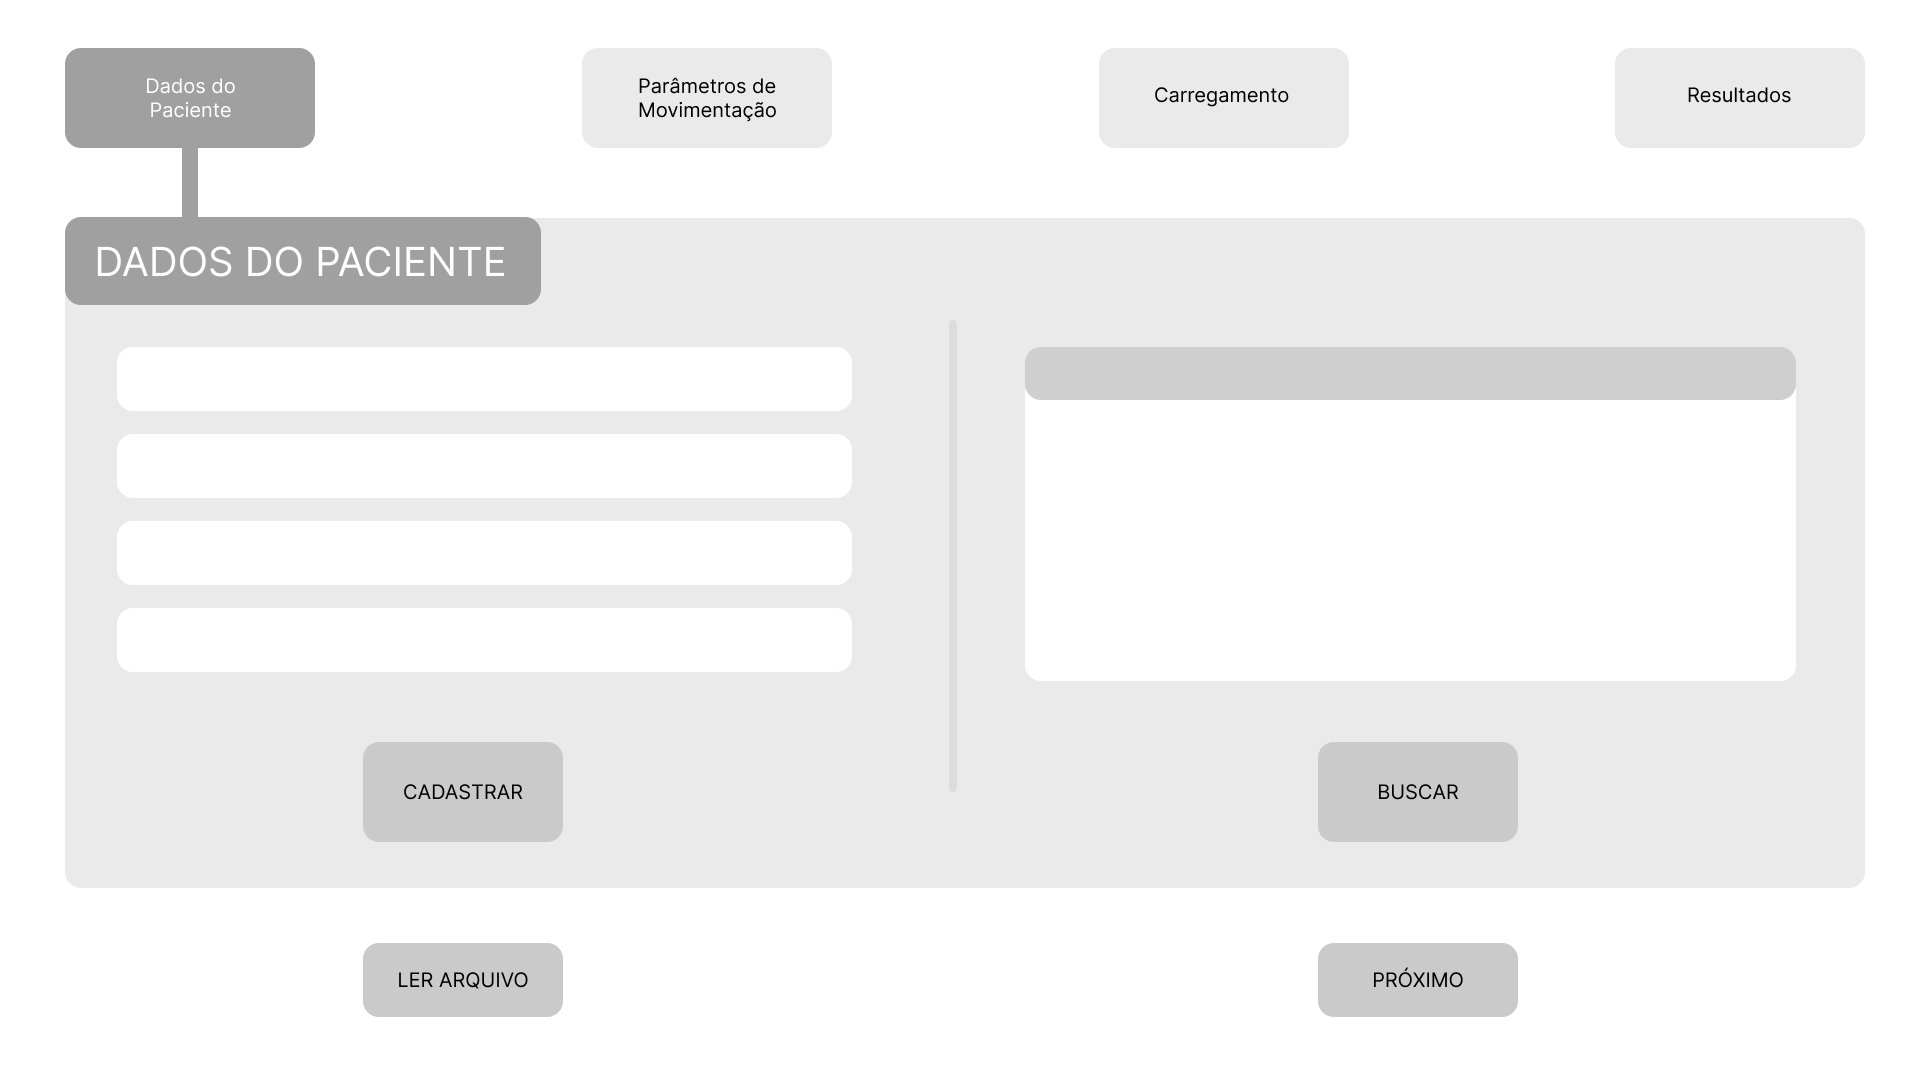 Dados do
Paciente
Parâmetros de
Movimentação
Carregamento
Resultados
DADOS DO PACIENTE
CADASTRAR
BUSCAR
LER ARQUIVO
PRÓXIMO